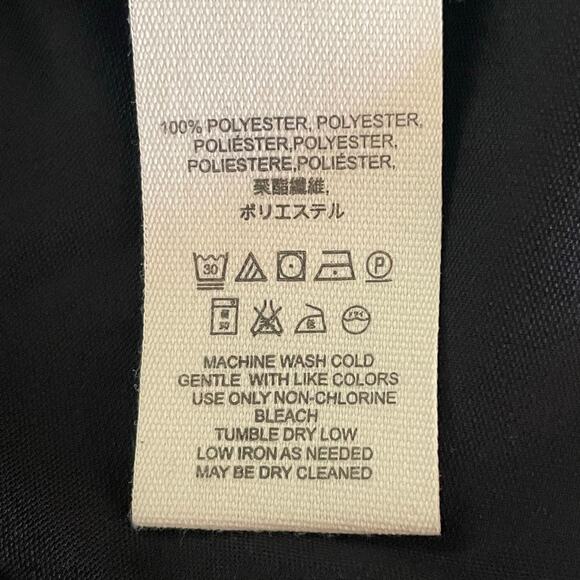 100% POLYESTER, POLYESTER,
POLIÉSTER,POLYESTER,
POLIESTERE,POLIÉSTER,
聚酯纖維,
ポリエステル
30 P
MACHINE WASH COLD
GENTLE WITH LIKE COLORS
USE ONLY NON-CHLORINE
BLEACH
TUMBLE DRY LOW
LOW IRON AS NEEDED
MAY BE DRY CLEANED